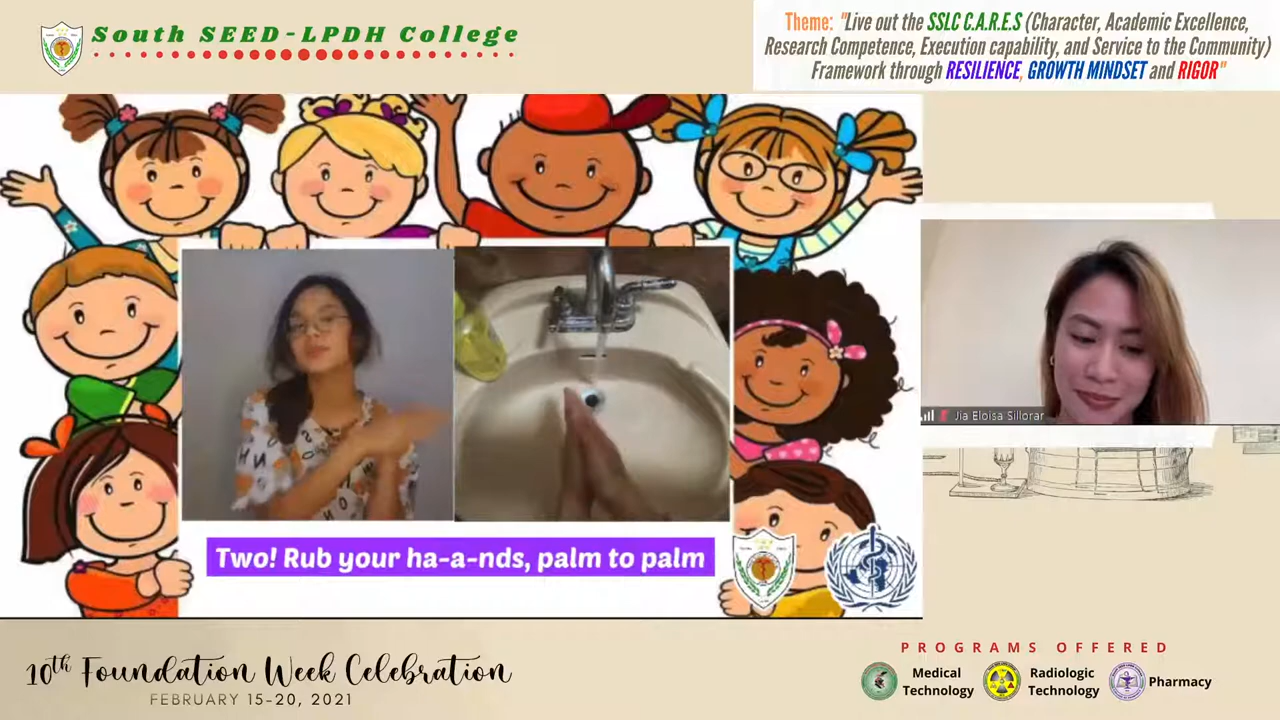 South SEED-LPDH College
Theme: "Live out the SSLC C.A.R.E.S (Character, Academic Excellence,
Research Competence, Execution capability, and Service to the Community)
Framework through RESILIENCE, GROWTH MINDSET and RIGOR"
Jia Eloisa Sillorar
Two! Rub your ha-a-nds, palm to palm
10th Foundation Week Celebration
FEBRUARY 15-20, 2021
PROGRAMS OFFERED
Medical
Technology
Radiologic
Technology
Pharmacy